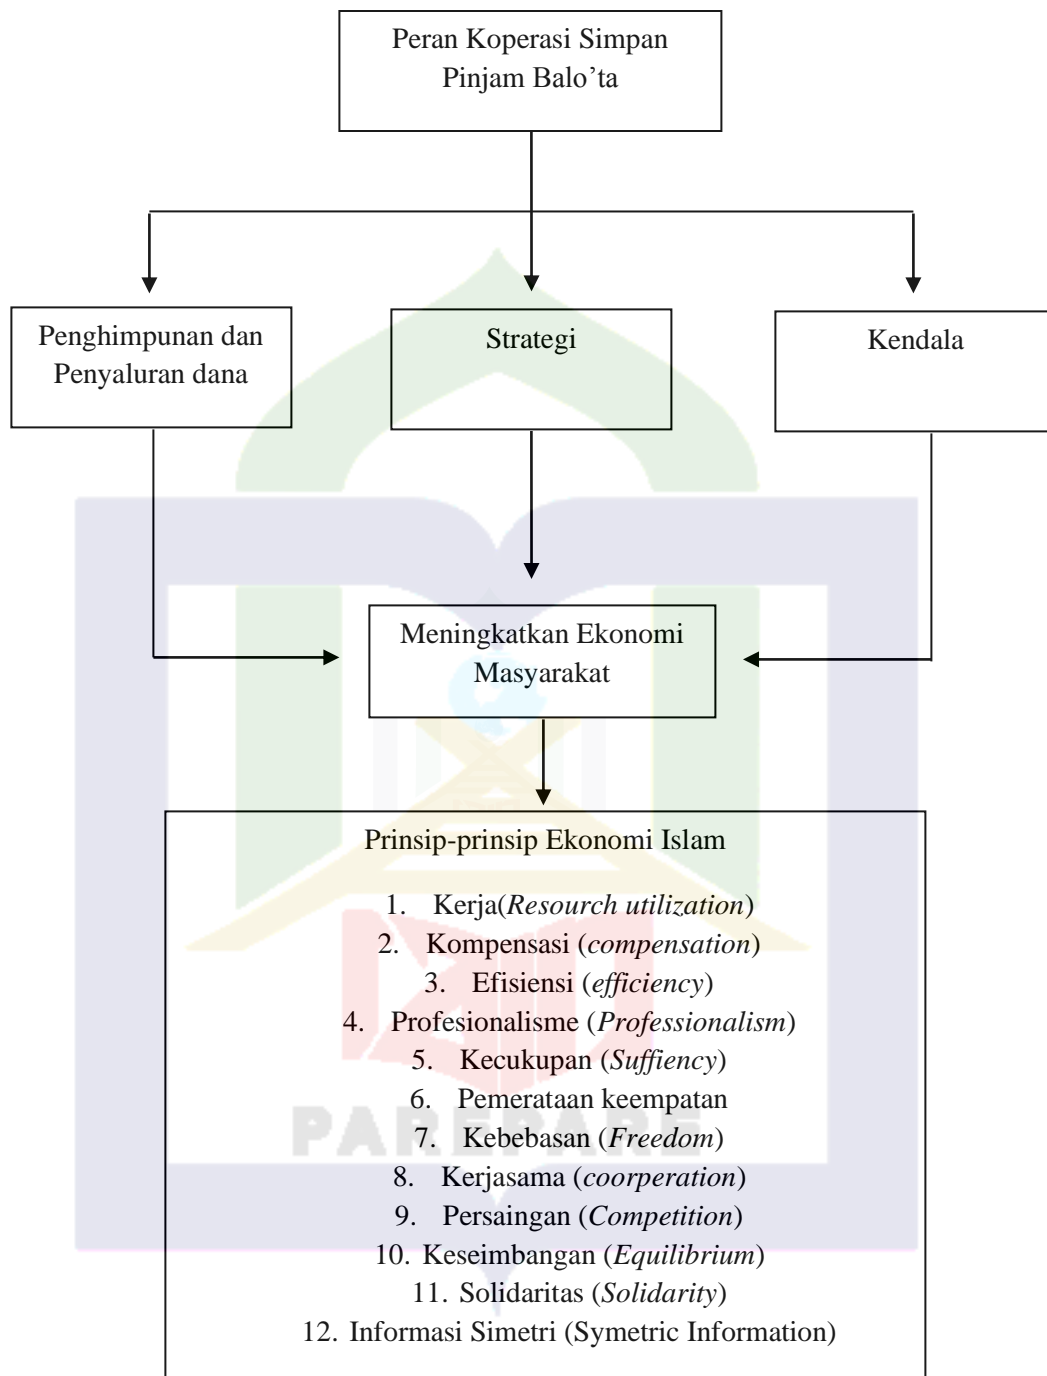 Peran Koperasi Simpan
Pinjam Balo’ta
Penghimpunan dan
Penyaluran dana
Strategi
Kendala
Meningkatkan Ekonomi
Masyarakat
Prinsip-prinsip Ekonomi Islam
1. Kerja(Resourch utilization)
2. Kompensasi (compensation)
3. Efisiensi (efficiency)
4. Profesionalisme (Professionalism)
5. Kecukupan (Suffiency)
6. Pemerataan keempatan
7. Kebebasan (Freedom)
8. Kerjasama (coorperation)
9. Persaingan (Competition)
10. Keseimbangan (Equilibrium)
11. Solidaritas (Solidarity)
12. Informasi Simetri (Symetric Information)
PAREPARE